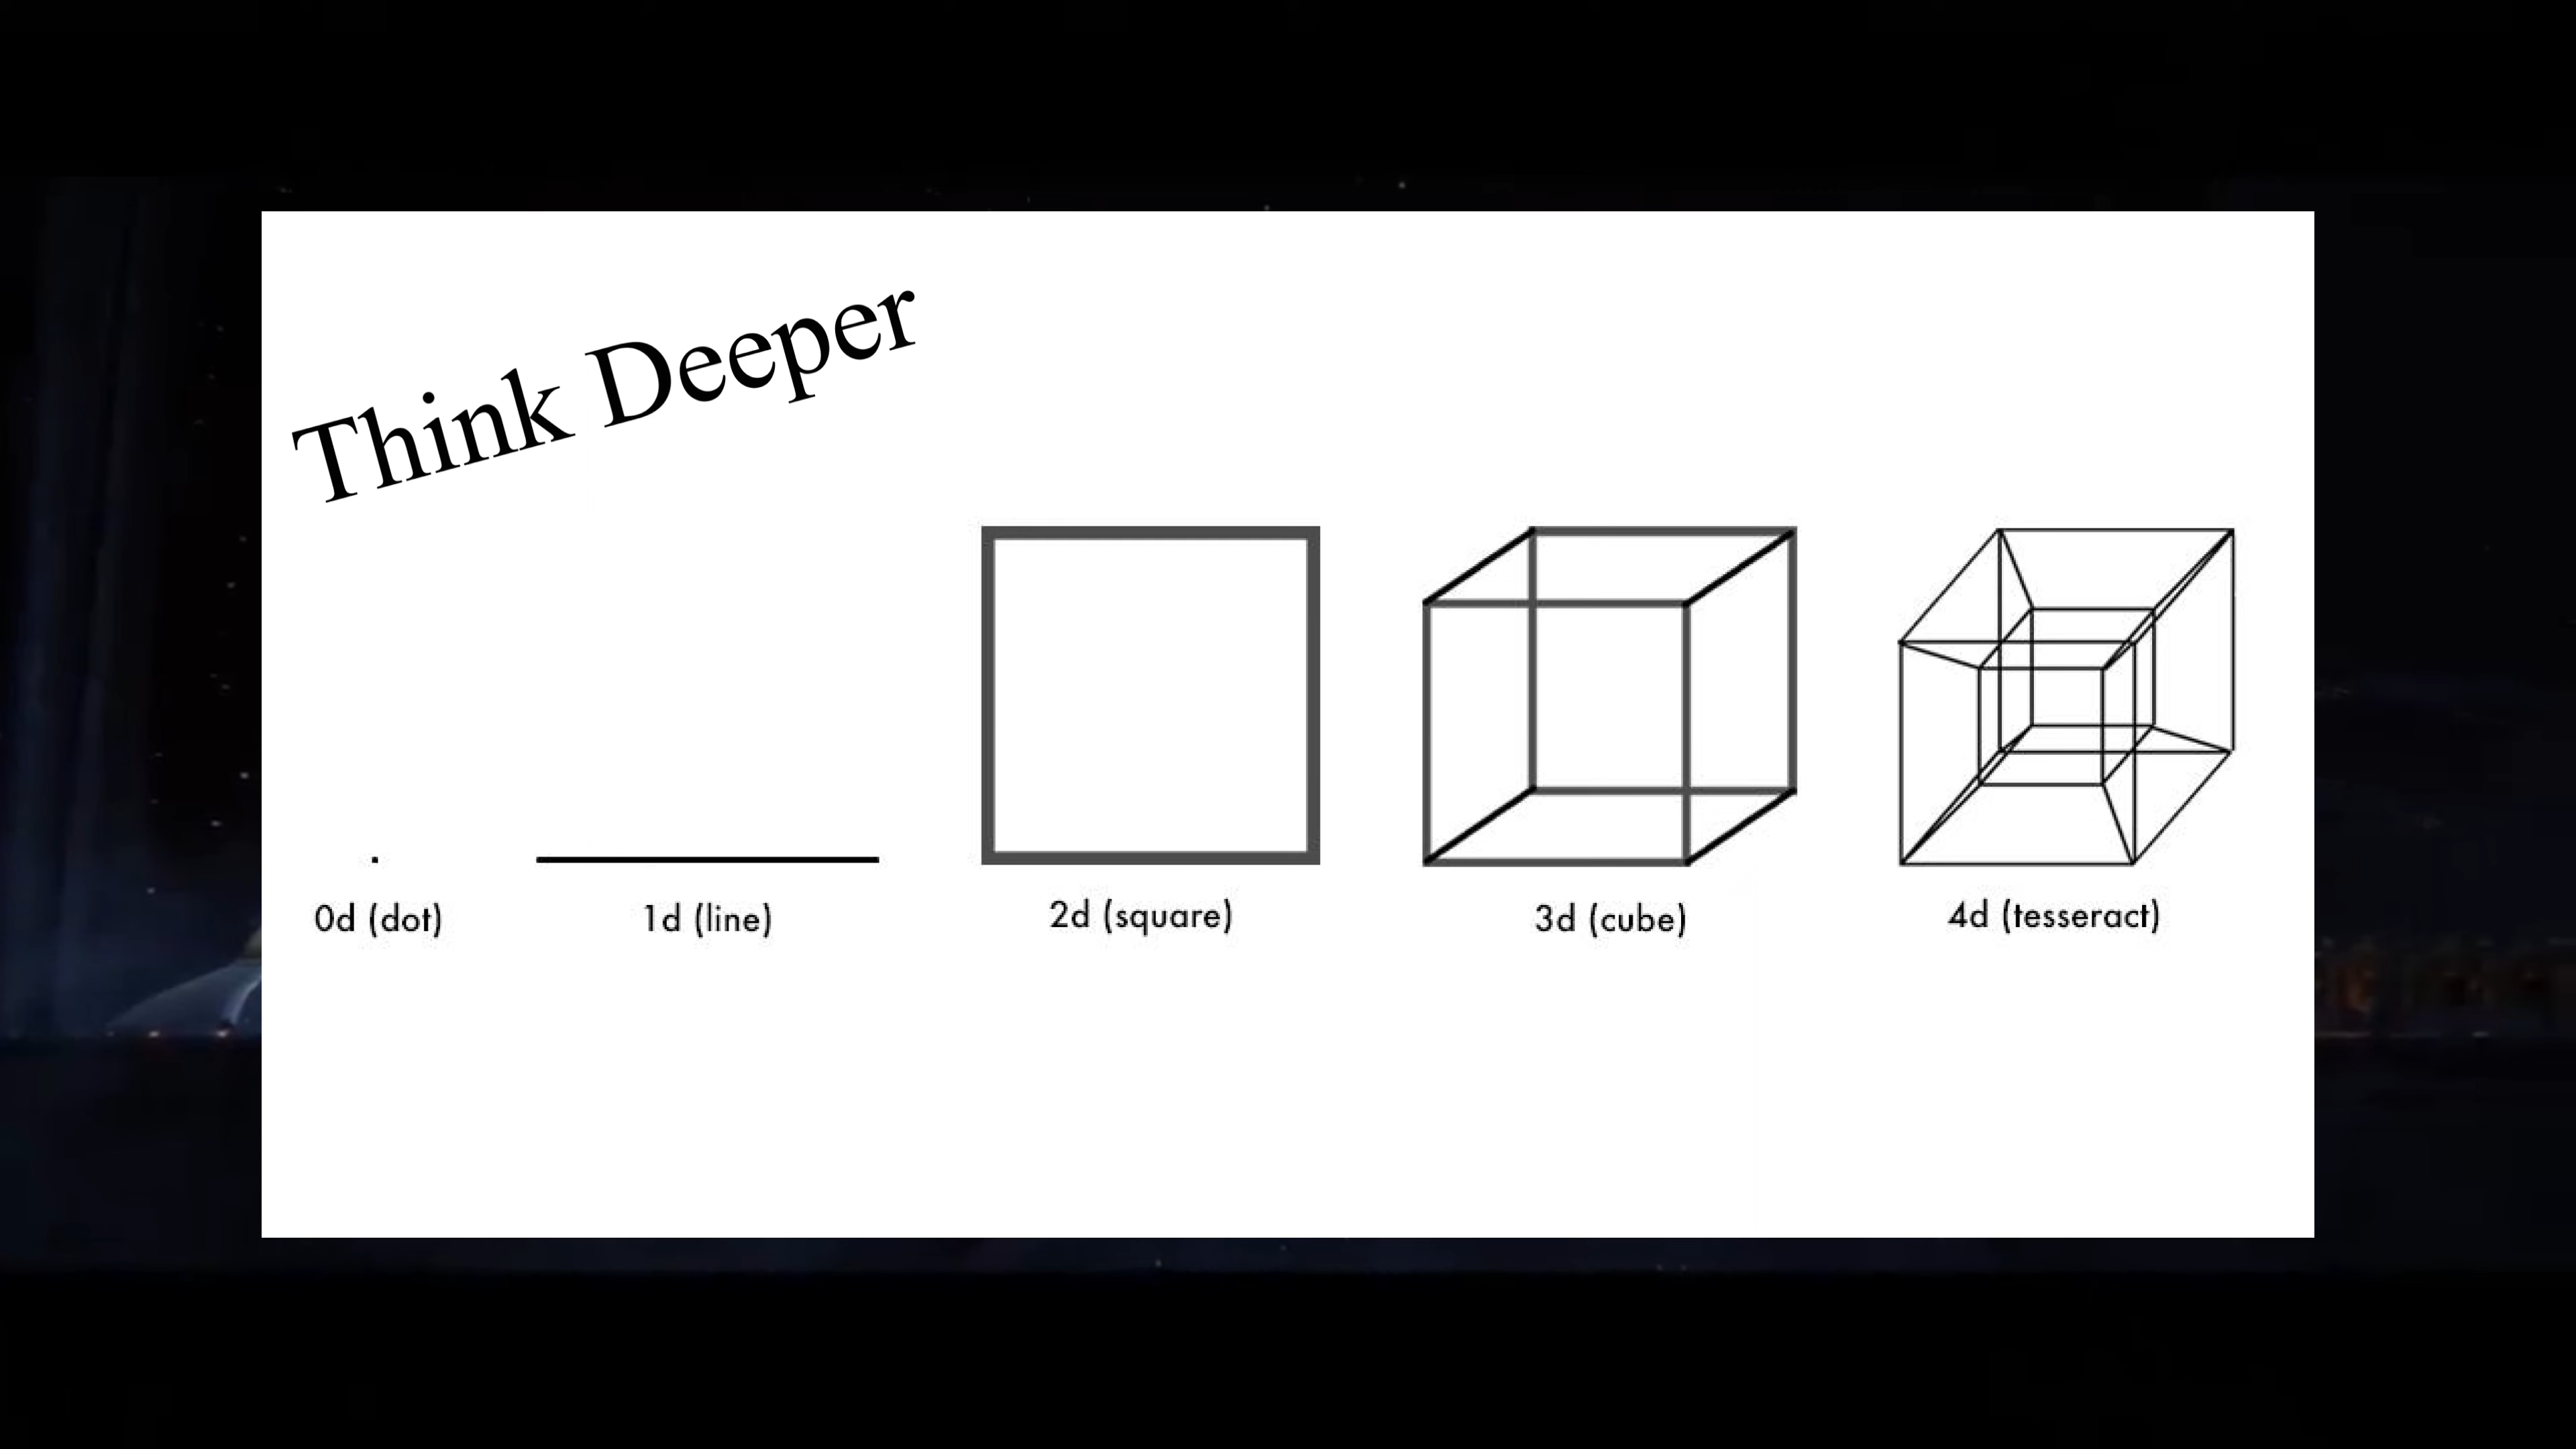 Think Deeper
0d (dot)
1d (line)
2d (square)
3d (cube)
4d (tesseract)